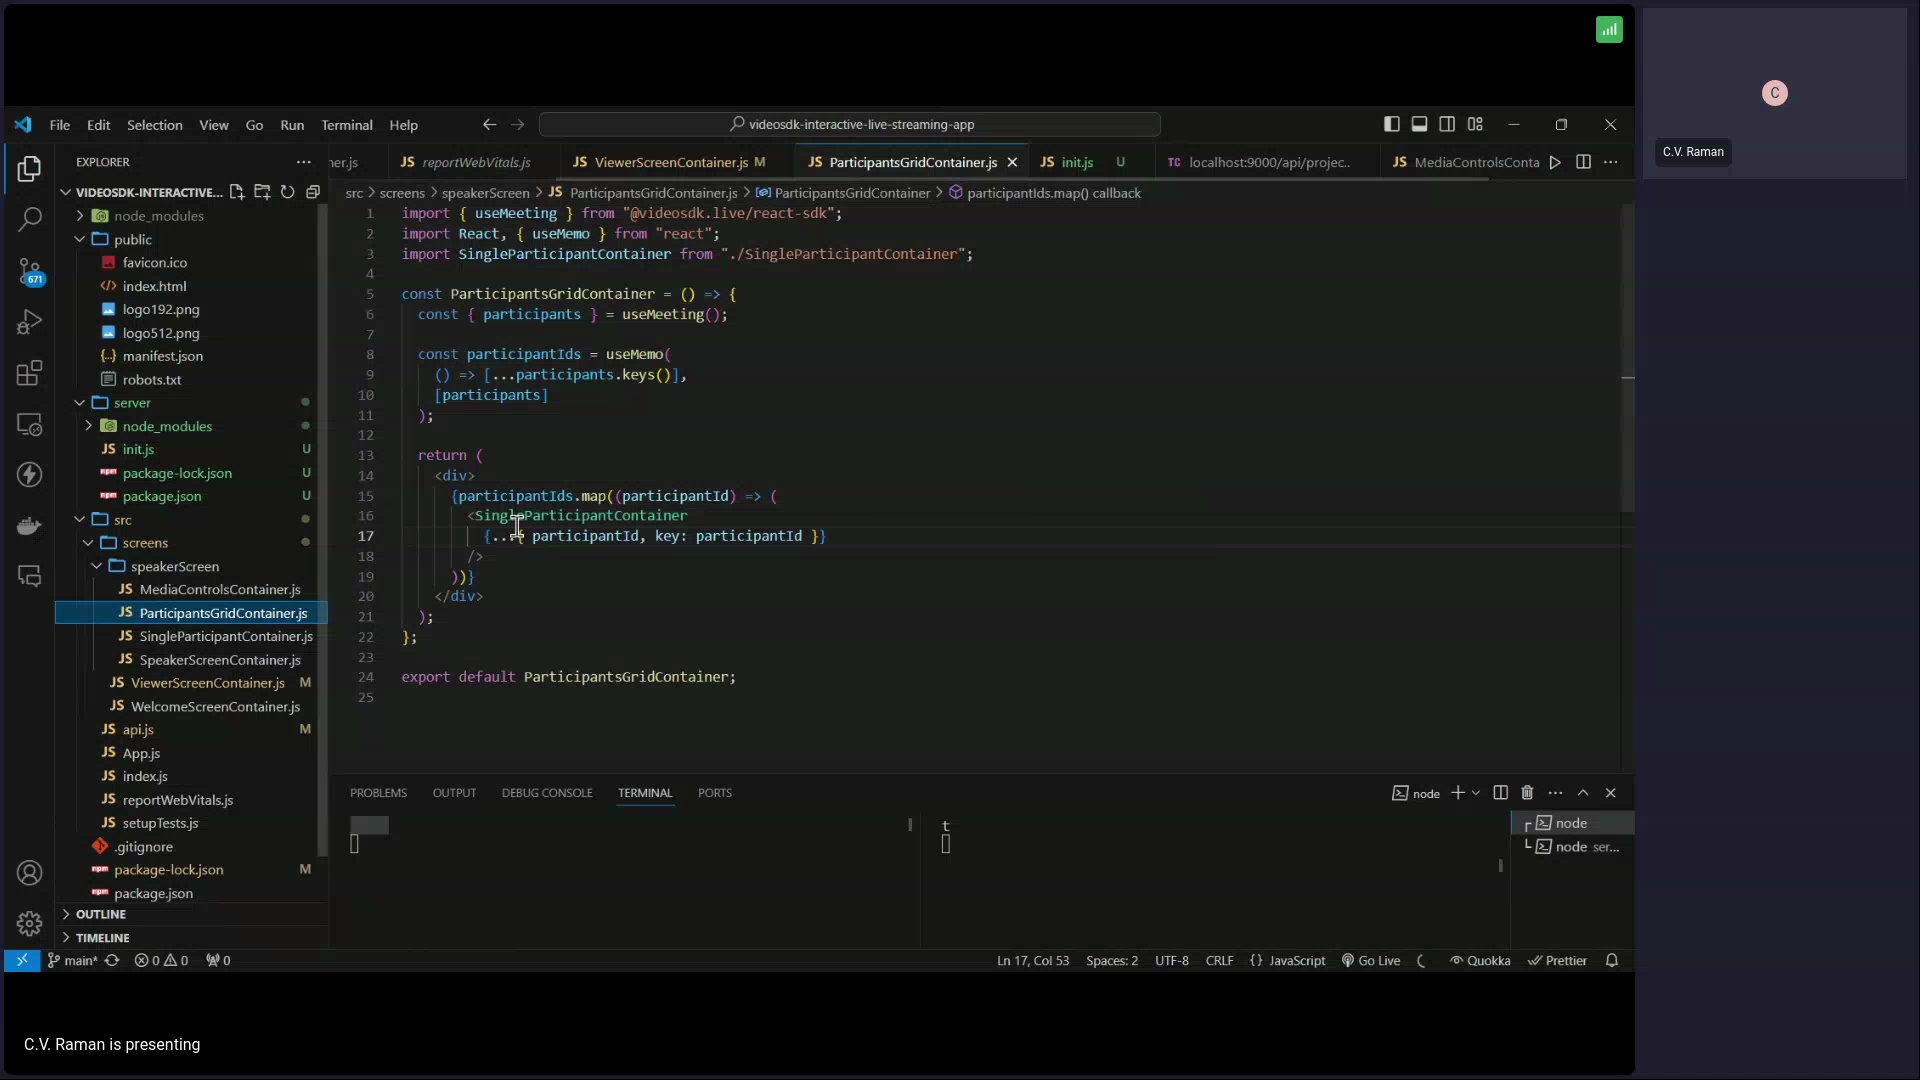 File Edit Selection View Go Run Terminal Help
videosdk-interactive-live-streaming-app
EXPLORER
ner.js
reportWebVitals.js
ViewerScreenContainer.js M
ParticipantsGridContainer.js
init.js U
localhost:9000/api/projec..
MediaControlsConta
VIDEOSDK-INTERACTIVE...
src > screens > speakerScreen > JS ParticipantsGridContainer.js > ParticipantsGridContainer > participantIds.map() callback
node_modules
public
favicon.ico
index.html
logo192.png
logo512.png
manifest.json
robots.txt
server
node_modules
JS init.js U
package-lock.json U
package.json U
src
screens
speakerScreen
JS MediaControlsContainer.js
JS ParticipantsGridContainer.js
JS SingleParticipantContainer.js
JS SpeakerScreenContainer.js
JS ViewerScreenContainer.js M
JS WelcomeScreenContainer.js
JS api.js M
JS App.js
JS index.js
JS reportWebVitals.js
JS setupTests.js
.gitignore
package-lock.json M
package.json
OUTLINE
TIMELINE
671
1 import { useMeeting } from "@videosdk.live/react-sdk";
2 import React, { useMemo } from "react";
3 import SingleParticipantContainer from "./SingleParticipantContainer";
4
5 const ParticipantsGridContainer = () => {
6 const { participants } = useMeeting();
7
8 const participantIds = useMemo(
9 () => [...participants.keys()],
10 [participants]
11 );
12
13 return (
14 <div>
15 {participantIds.map((participantId) => (
16 <SingleParticipantContainer
17 {...{ participantId, key: participantId }}
18 />
19 ))}
20 </div>
21 );
22 };
23
24 export default ParticipantsGridContainer;
25
PROBLEMS OUTPUT DEBUG CONSOLE TERMINAL PORTS
node
t
node
node ser...
main* 0 0 0
Ln 17, Col 53 Spaces: 2 UTF-8 CRLF {} JavaScript Go Live Quokka Prettier
C
C.V. Raman
C.V. Raman is presenting